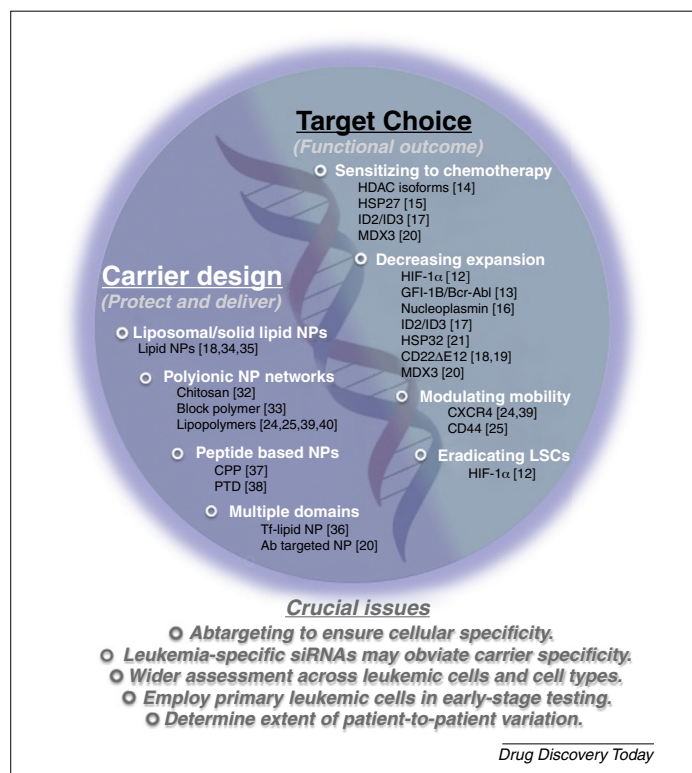 Target Choice
(Functional outcome)
Sensitizing to chemotherapy
HDAC isoforms [14]
HSP27 [15]
ID2/ID3 [17]
MDX3 [20]
Decreasing expansion
HIF-1α [12]
GFI-1B/Bcr-Abl [13]
Nucleoplasmin [16]
ID2/ID3 [17]
HSP32 [21]
CD22ΔE12 [18,19]
MDX3 [20]
Modulating mobility
CXCR4 [24,39]
CD44 [25]
Eradicating LSCs
HIF-1α [12]
Carrier design
(Protect and deliver)
Liposomal/solid lipid NPs
Lipid NPs [18,34,35]
Polyionic NP networks
Chitosan [32]
Block polymer [33]
Lipopolymers [24,25,39,40]
Peptide based NPs
CPP [37]
PTD [38]
Multiple domains
Tf-lipid NP [36]
Ab targeted NP [20]
Crucial issues
Abtargeting to ensure cellular specificity.
Leukemia-specific siRNAs may obviate carrier specificity.
Wider assessment across leukemic cells and cell types.
Employ primary leukemic cells in early-stage testing.
Determine extent of patient-to-patient variation.
Drug Discovery Today